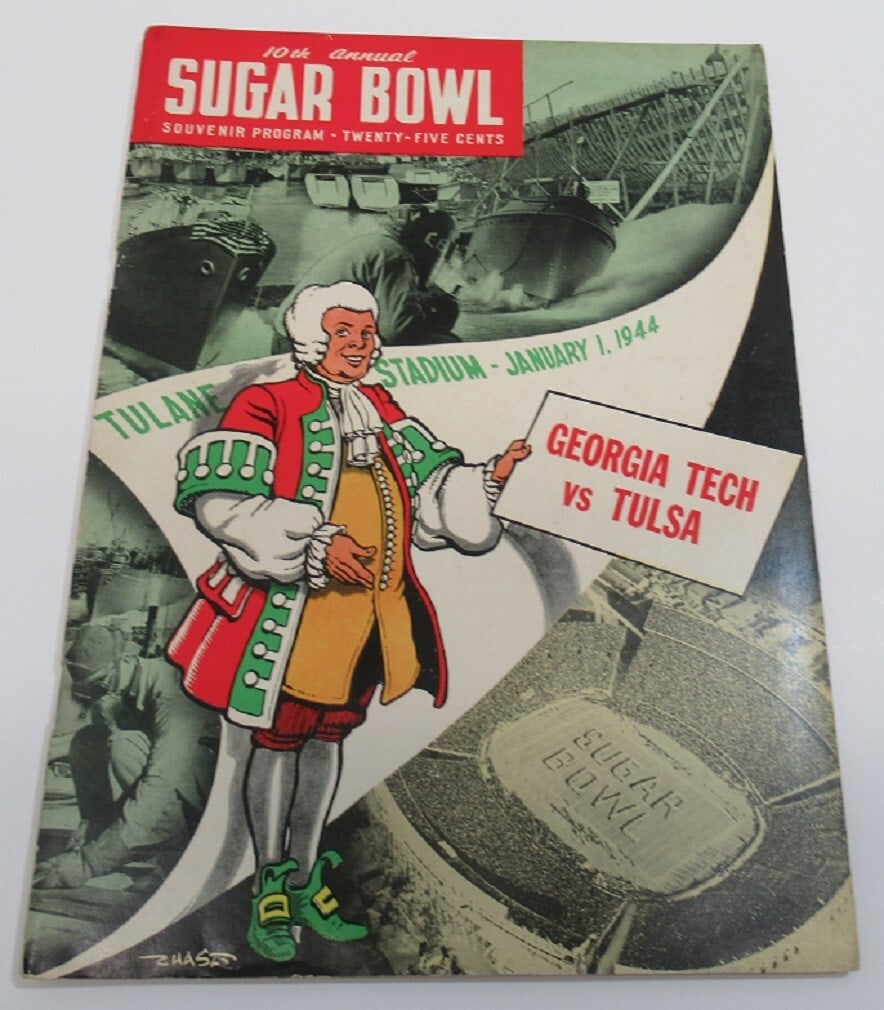 10th Annual
SUGAR BOWL
SOUVENIR PROGRAM - TWENTY-FIVE CENTS
TULANE STADIUM - JANUARY 1, 1944
GEORGIA TECH
VS TULSA
SUGAR
BOWL